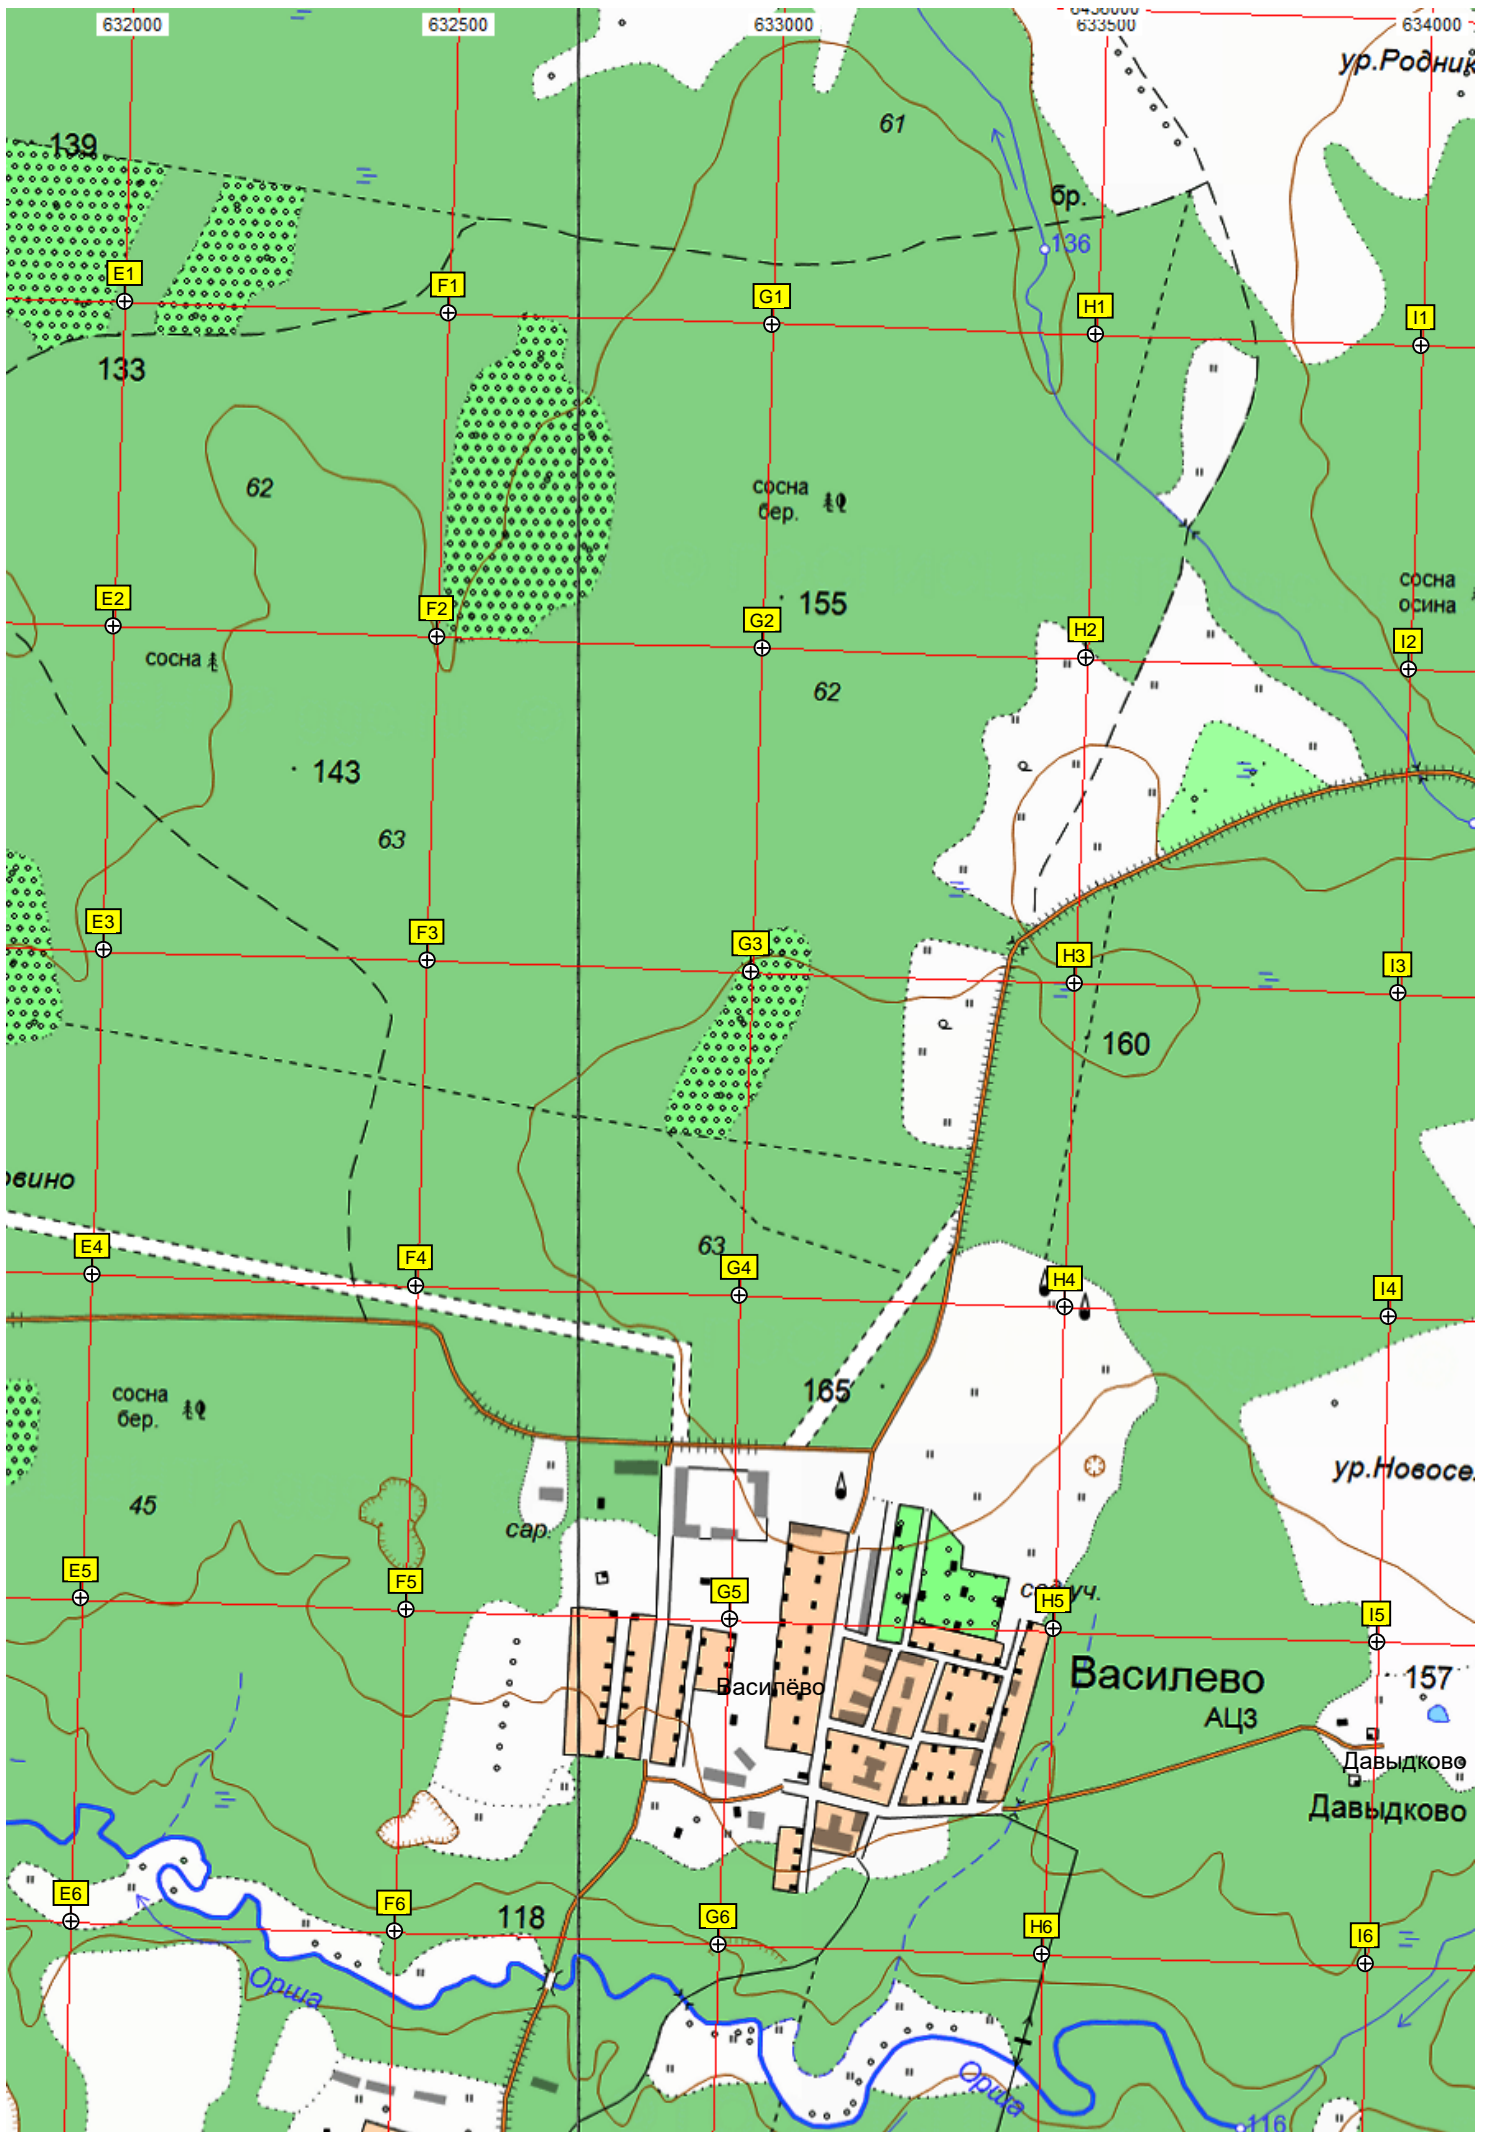 632000
632500
633000
6436000
633500
634000
ур.Родник
61
139
бр.
136
E1
F1
G1
H1
I1
133
62
сосна
бер.
сосна
осина
155
E2
F2
G2
H2
I2
сосна
62
143
63
E3
F3
G3
H3
I3
160
овино
63
E4
F4
G4
H4
I4
165
сосна
бер.
ур.Новосе
45
сар.
уч.
E5
F5
G5
H5
I5
Василево
АЦЗ
157
Василёво
Давыдково
Давыдково
E6
F6
118
G6
H6
I6
Орша
Орша
116